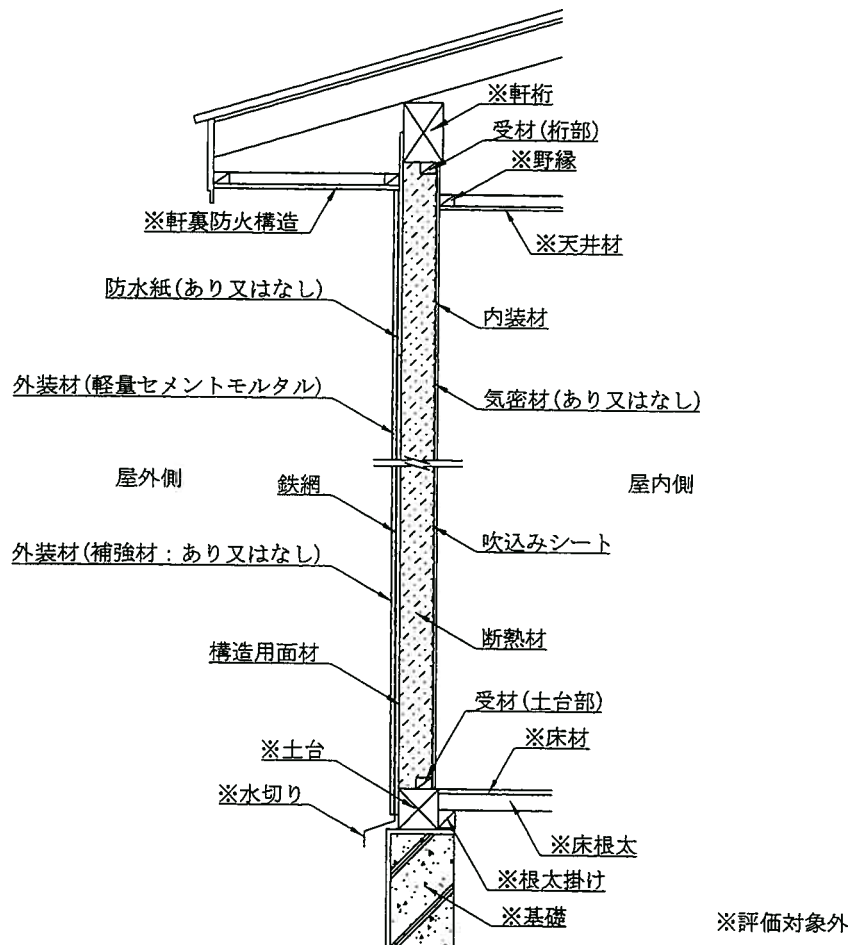 ※軒桁
受材(桁部)
※野縁
※軒裏防火構造
※天井材
防水紙(あり又はなし)
内装材
外装材(軽量セメントモルタル)
気密材(あり又はなし)
屋外側
鉄網
屋内側
外装材(補強材：あり又はなし)
吹込みシート
断熱材
構造用面材
受材(土台部)
※床材
※土台
※水切り
※床根太
※根太掛け
※基礎
※評価対象外